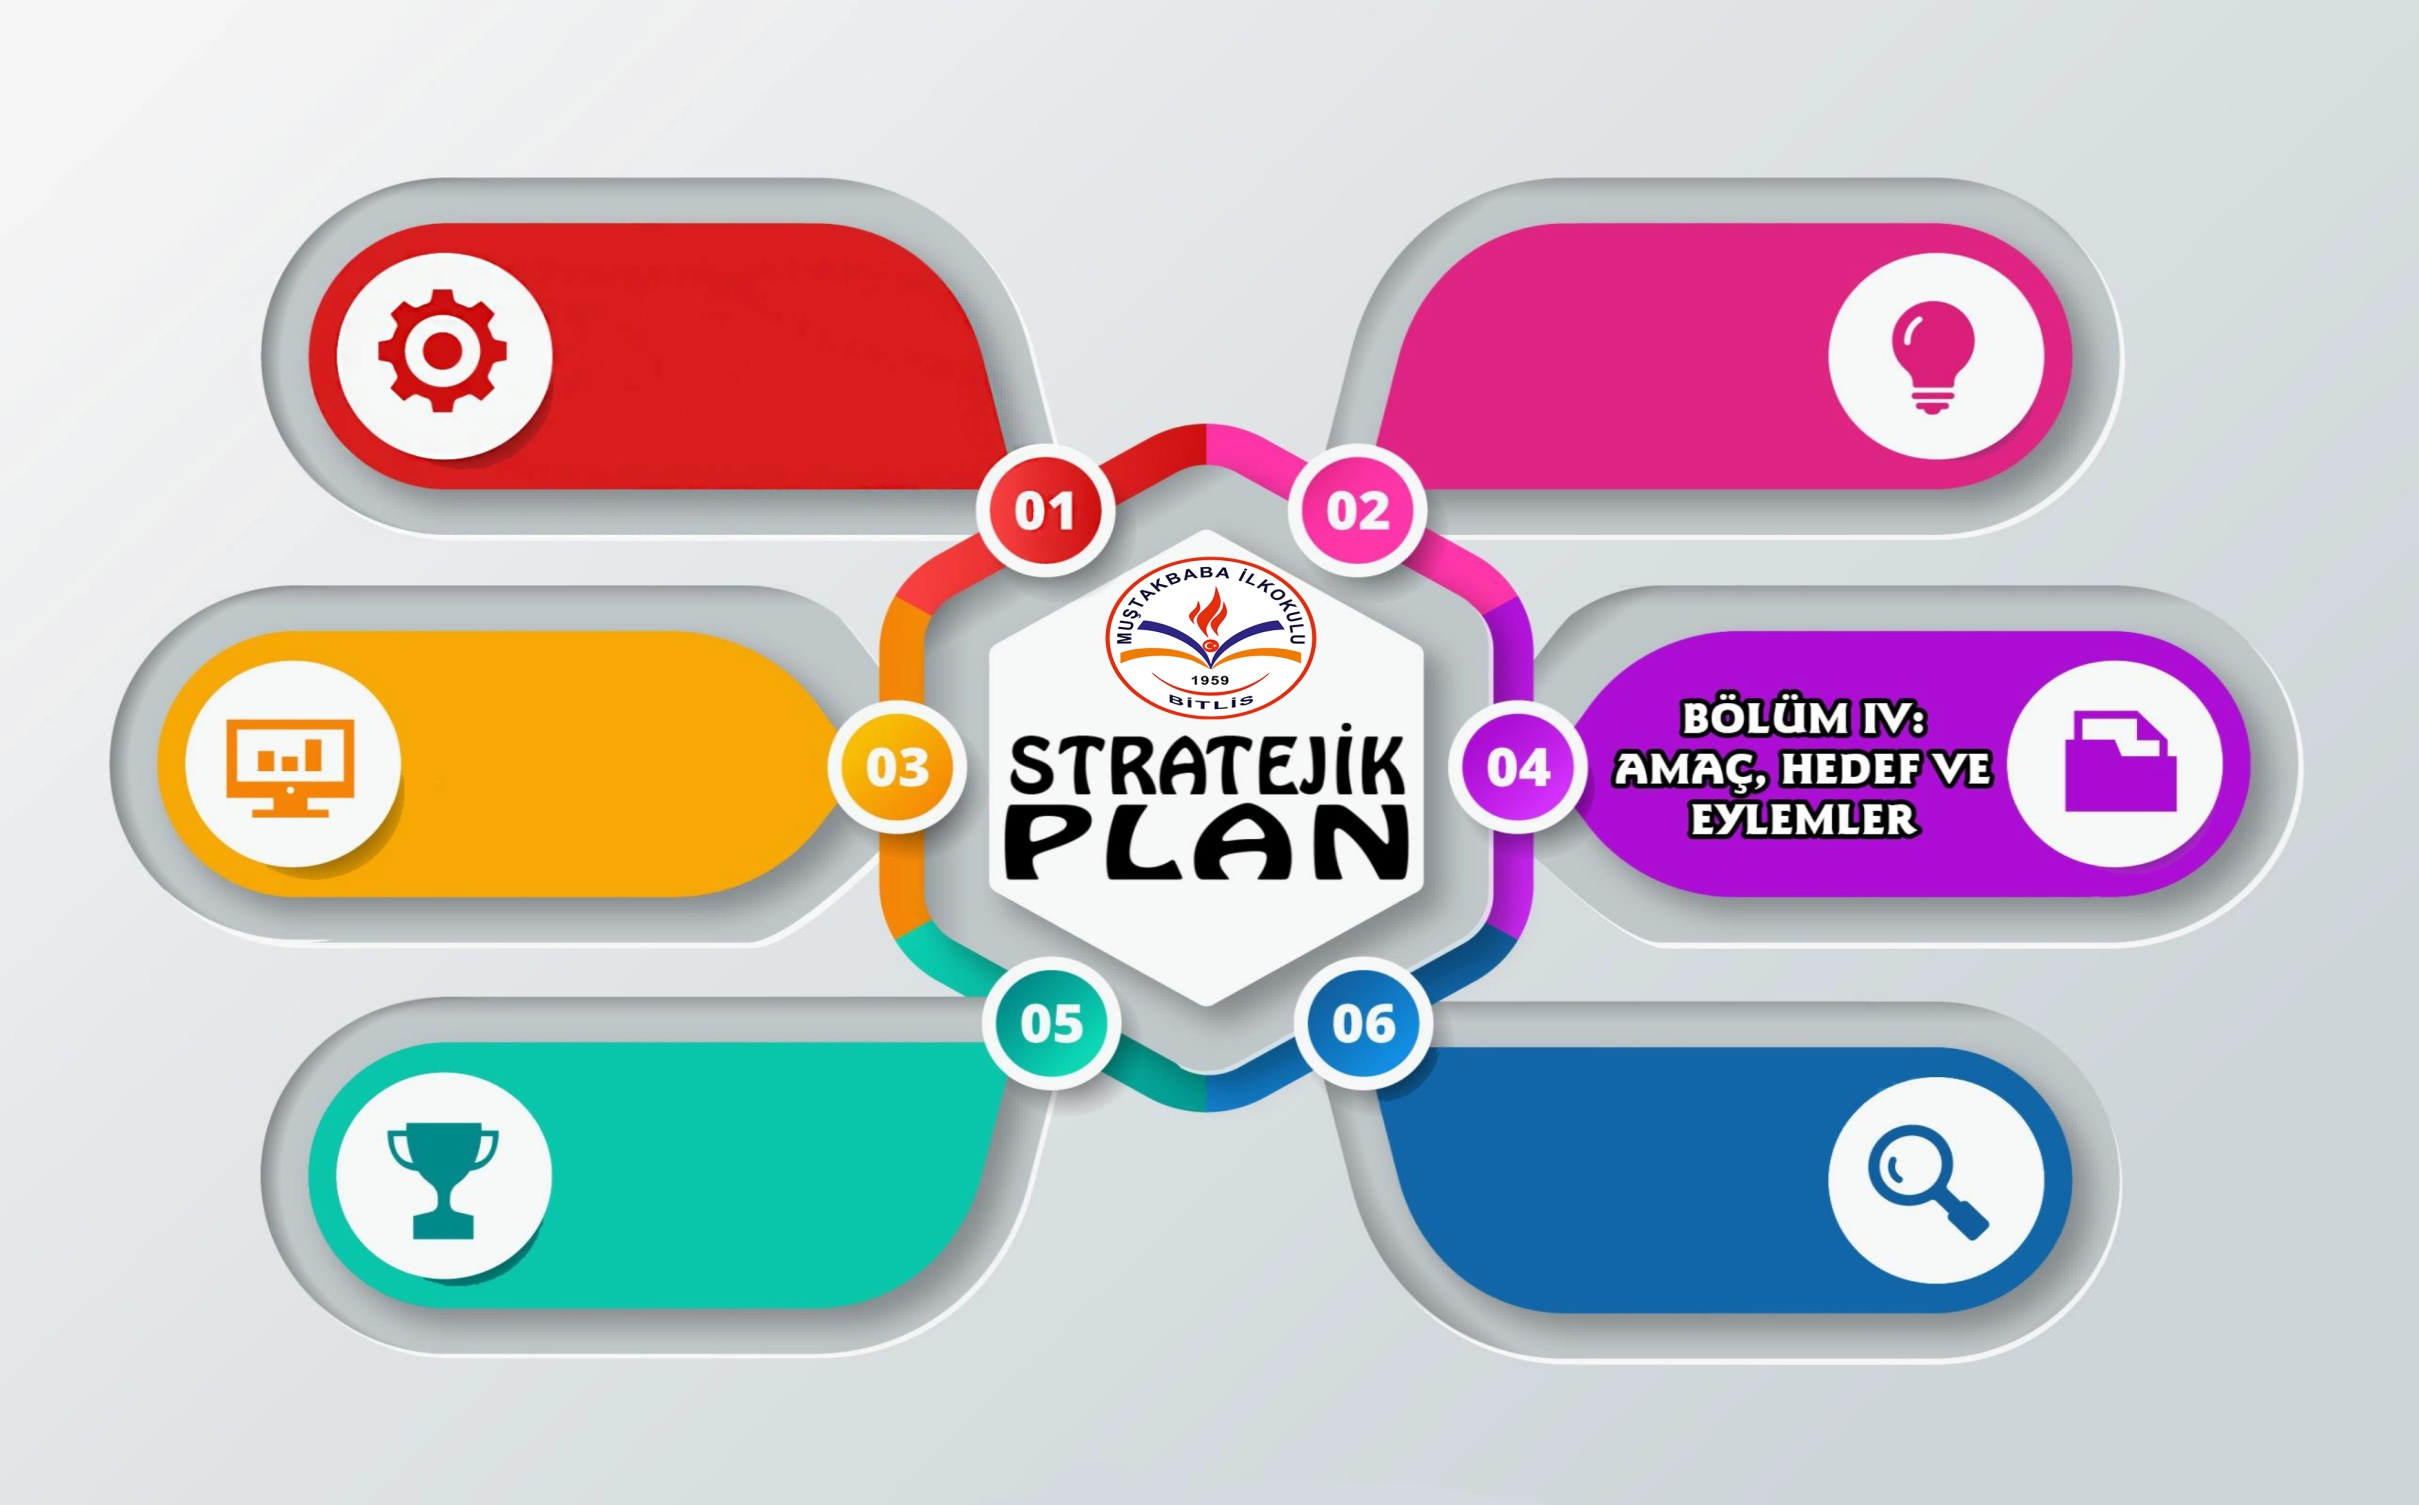 01
02
MUŞTAKBABA İLKOKULU
1959
BİTLİS
STRATEJİK
PLAN
03
04
BÖLÜM IV:
AMAÇ, HEDEF VE
EYLEMLER
05
06